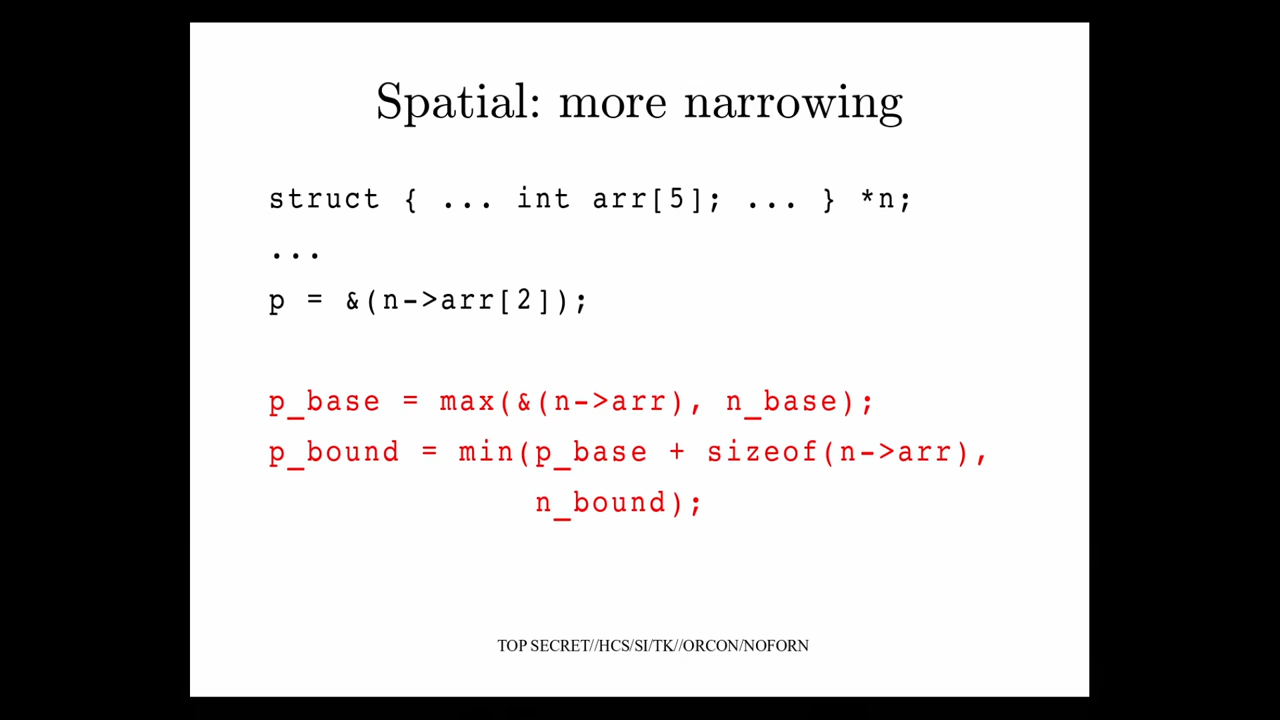 Spatial: more narrowing
struct { ... int arr[5]; ... } *n;
...
p = &(n->arr[2]);
p_base = max(&(n->arr), n_base);
p_bound = min(p_base + sizeof(n->arr),
n_bound);
TOP SECRET//HCS/SI/TK//ORCON/NOFORN